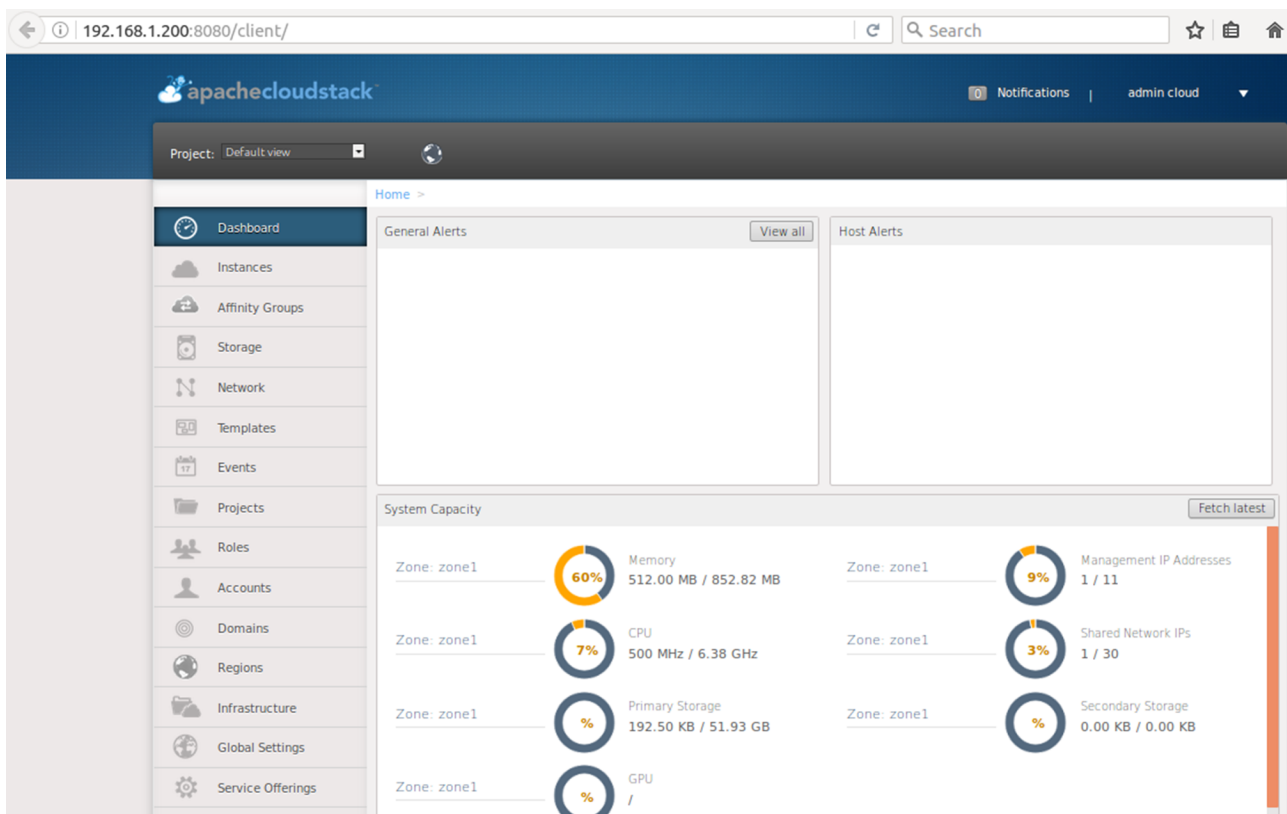 192.168.1.200:8080/client/
Search
apachecloudstack™
0 Notifications | admin cloud
Project: Default view
Home >
Dashboard
Instances
Affinity Groups
Storage
Network
Templates
17
Events
Projects
Roles
Accounts
Domains
Regions
Infrastructure
Global Settings
Service Offerings
General Alerts
View all
Host Alerts
System Capacity
Fetch latest
Zone: zone1
60%
Memory
512.00 MB / 852.82 MB
Zone: zone1
9%
Management IP Addresses
1 / 11
Zone: zone1
7%
CPU
500 MHz / 6.38 GHz
Zone: zone1
3%
Shared Network IPs
1 / 30
Zone: zone1
%
Primary Storage
192.50 KB / 51.93 GB
Zone: zone1
%
Secondary Storage
0.00 KB / 0.00 KB
Zone: zone1
%
GPU
/